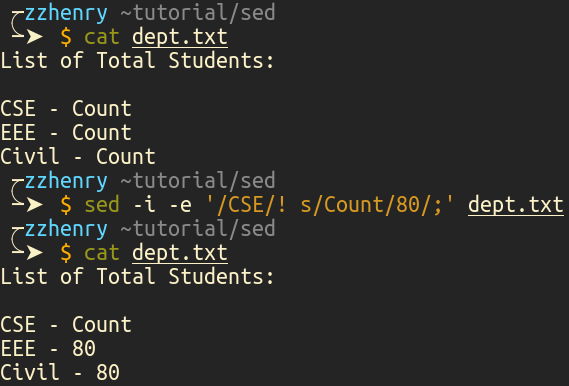 zzhenry ~tutorial/sed
➤ $ cat dept.txt
List of Total Students:

CSE - Count
EEE - Count
Civil - Count
zzhenry ~tutorial/sed
➤ $ sed -i -e '/CSE/! s/Count/80/;' dept.txt
zzhenry ~tutorial/sed
➤ $ cat dept.txt
List of Total Students:

CSE - Count
EEE - 80
Civil - 80